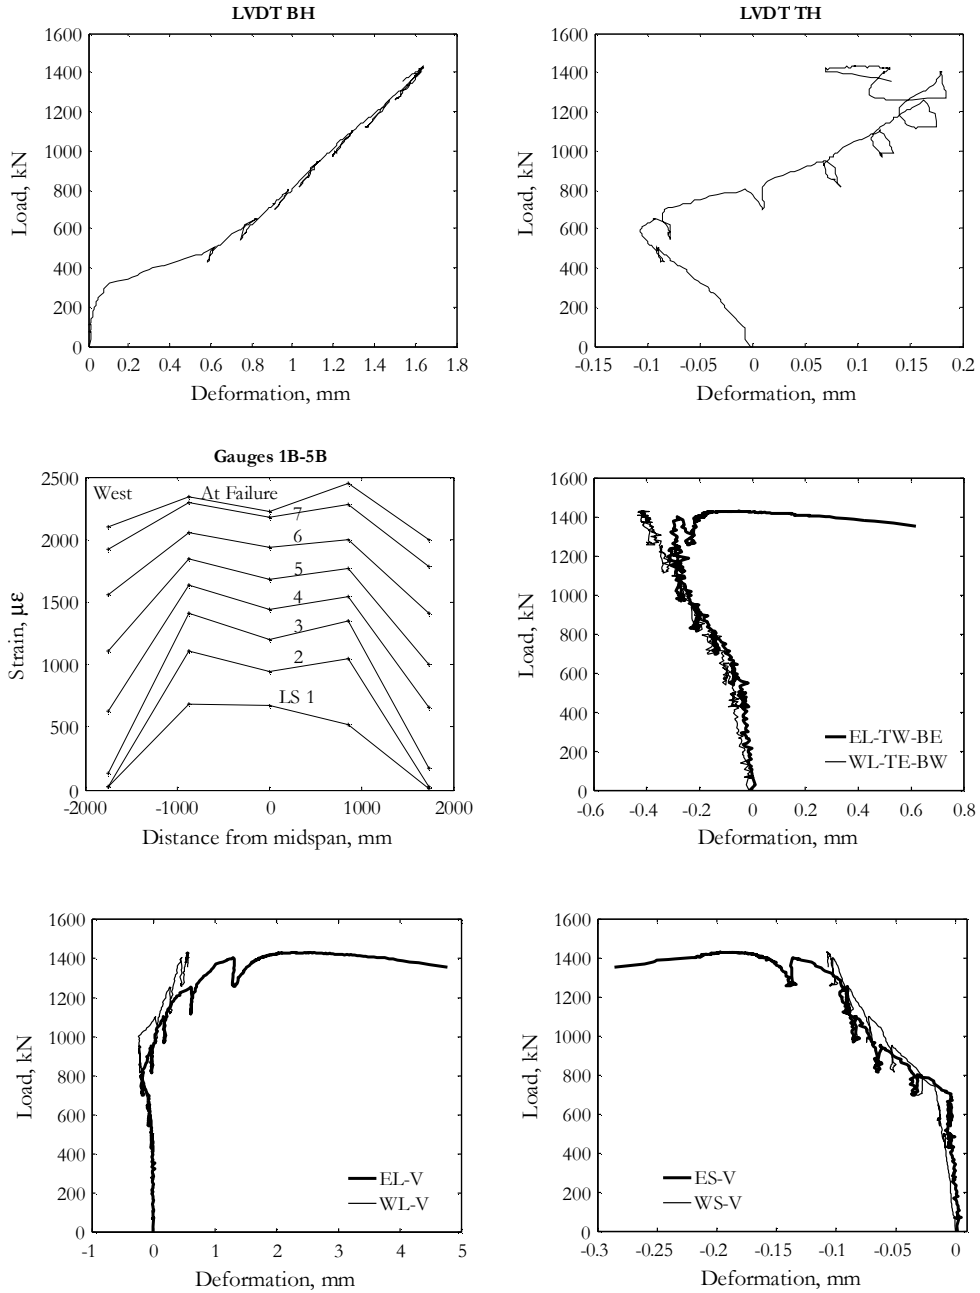 LVDT BH
LVDT TH
1600
1400
1200
1000
800
600
400
200
0
Load, kN
0 0.2 0.4 0.6 0.8 1 1.2 1.4 1.6 1.8
Deformation, mm
1600
1400
1200
1000
800
600
400
200
0
Load, kN
-0.15 -0.1 -0.05 0 0.05 0.1 0.15 0.2
Deformation, mm
Gauges 1B-5B
2500
2000
1500
1000
500
0
Strain, με
West
At Failure
7
6
5
4
3
2
LS 1
-2000 -1000 0 1000 2000
Distance from midspan, mm
1600
1400
1200
1000
800
600
400
200
0
Load, kN
EL-TW-BE
WL-TE-BW
-0.6 -0.4 -0.2 0 0.2 0.4 0.6 0.8
Deformation, mm
1600
1400
1200
1000
800
600
400
200
0
Load, kN
EL-V
WL-V
-1 0 1 2 3 4 5
Deformation, mm
1600
1400
1200
1000
800
600
400
200
0
Load, kN
ES-V
WS-V
-0.3 -0.25 -0.2 -0.15 -0.1 -0.05 0
Deformation, mm